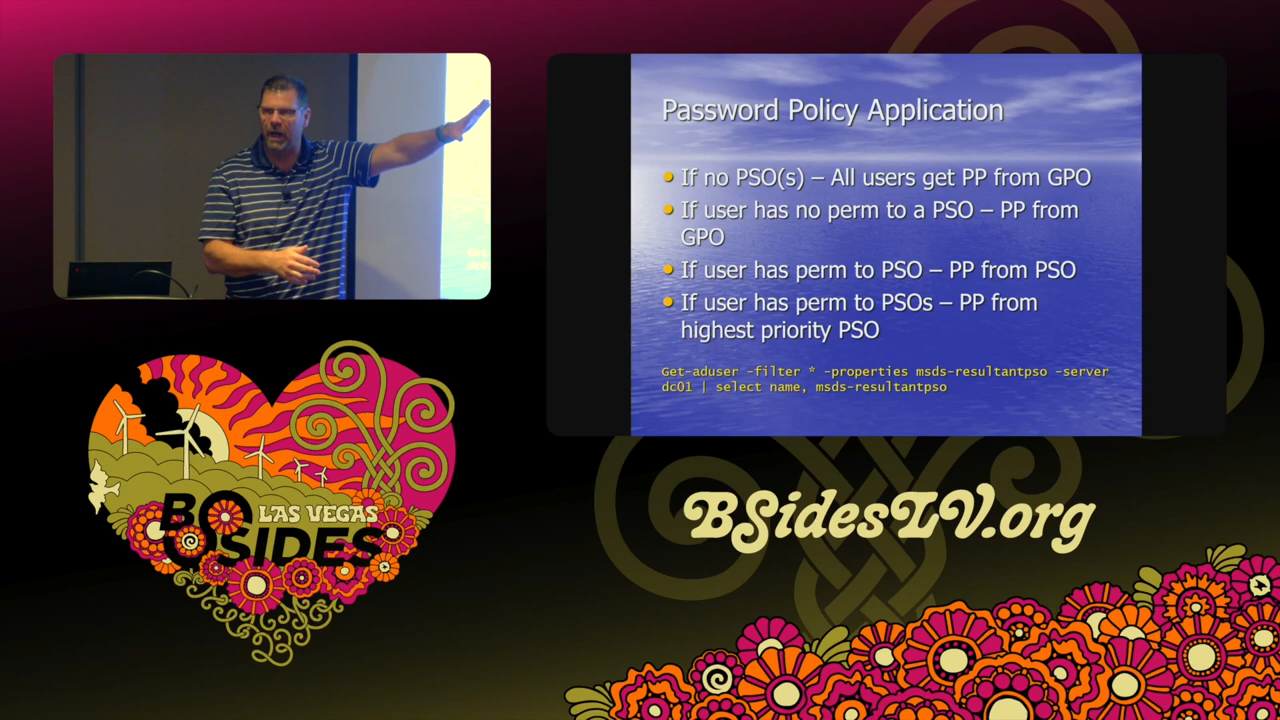 Password Policy Application
• If no PSO(s) – All users get PP from GPO
• If user has no perm to a PSO – PP from
GPO
• If user has perm to PSO – PP from PSO
• If user has perm to PSOs – PP from
highest priority PSO
Get-aduser -filter * -properties msds-resultantpso -server
dc01 | select name, msds-resultantpso
LAS VEGAS
BSIDES
BSidesLV.org